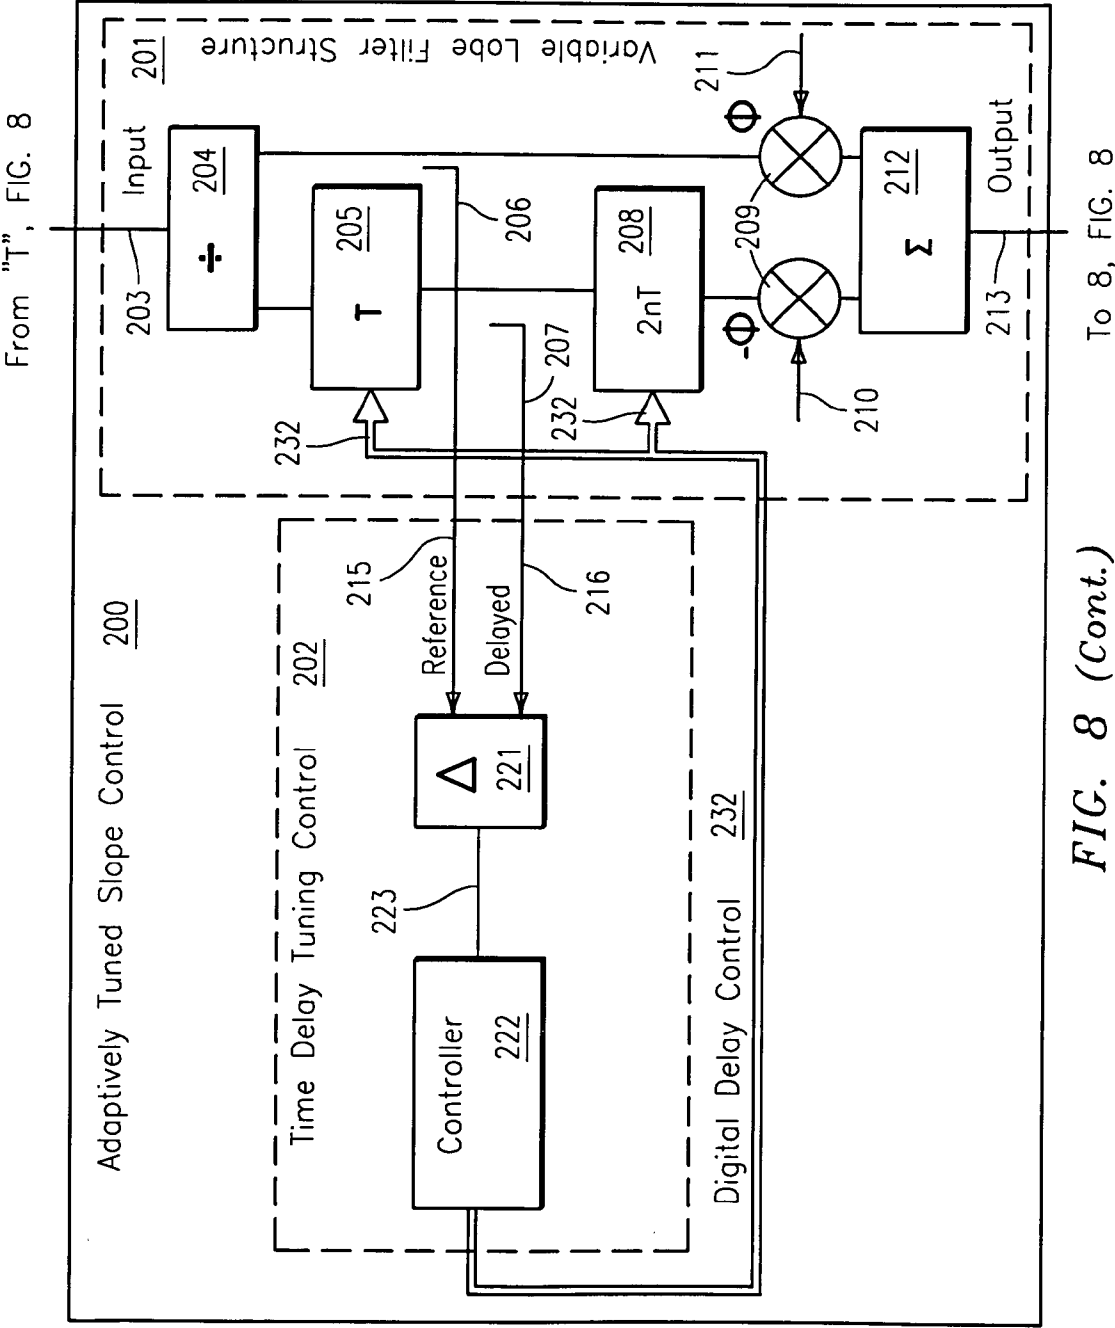 From "T", FIG. 8
203
Input
201
Variable Lobe Filter Structure
÷
204
T
205
206
207
232
2nT
208
232
-Φ
Φ
209
210
211
Σ
212
213
Output
To 8, FIG. 8
Adaptively Tuned Slope Control
200
Time Delay Tuning Control
202
215
Reference
Delayed
216
Δ
221
223
Controller
222
Digital Delay Control
232
FIG. 8 (Cont.)